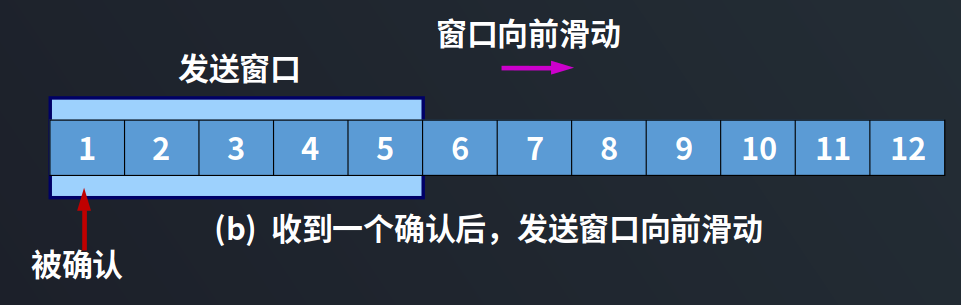 窗口向前滑动
发送窗口
1 2 3 4 5 6 7 8 9 10 11 12
(b) 收到一个确认后，发送窗口向前滑动
被确认